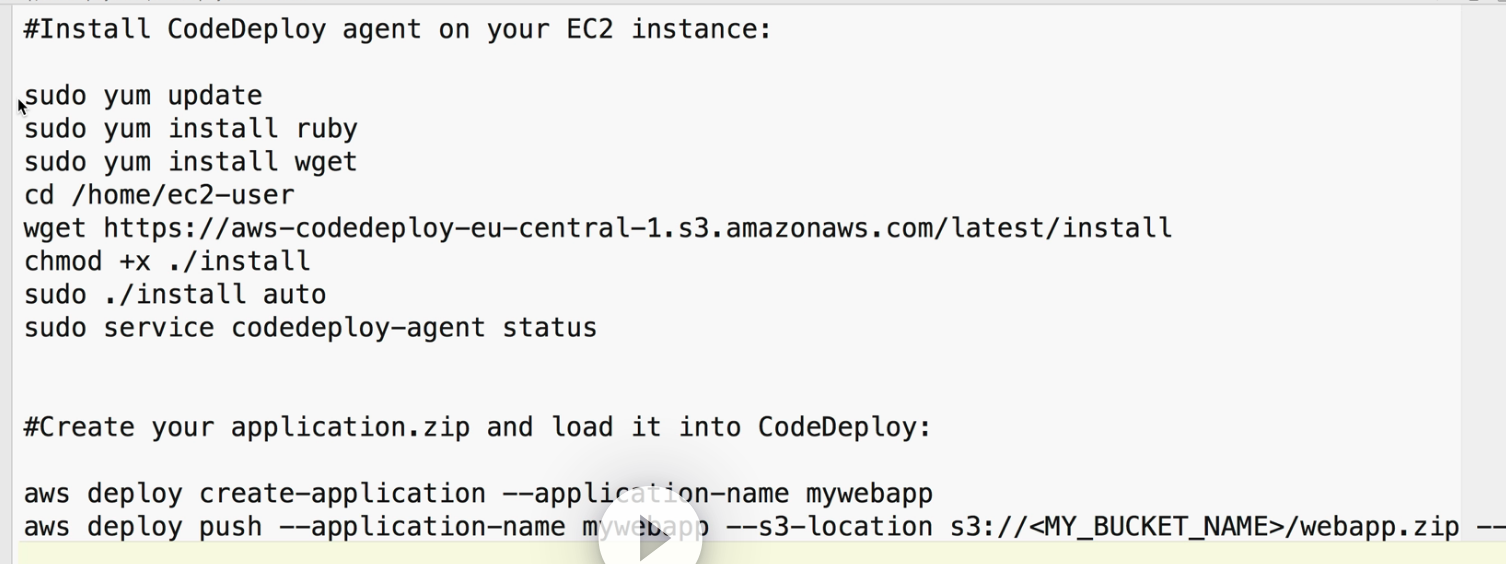 #Install CodeDeploy agent on your EC2 instance:
sudo yum update
sudo yum install ruby
sudo yum install wget
cd /home/ec2-user
wget https://aws-codedeploy-eu-central-1.s3.amazonaws.com/latest/install
chmod +x ./install
sudo ./install auto
sudo service codedeploy-agent status
#Create your application.zip and load it into CodeDeploy:
aws deploy create-application --application-name mywebapp
aws deploy push --application-name mywebapp --s3-location s3://<MY_BUCKET_NAME>/webapp.zip --